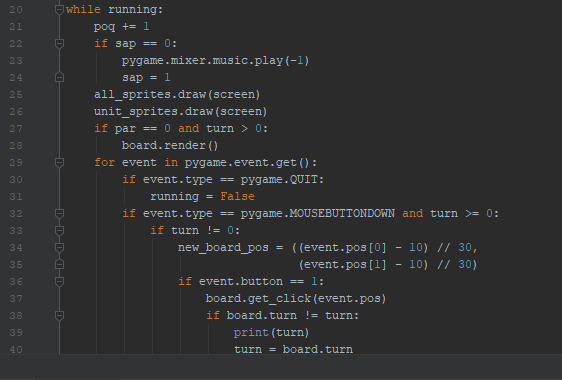 20 while running:
21     poq += 1
22     if sap == 0:
23         pygame.mixer.music.play(-1)
24         sap = 1
25     all_sprites.draw(screen)
26     unit_sprites.draw(screen)
27     if par == 0 and turn > 0:
28         board.render()
29     for event in pygame.event.get():
30         if event.type == pygame.QUIT:
31             running = False
32         if event.type == pygame.MOUSEBUTTONDOWN and turn >= 0:
33             if turn != 0:
34                 new_board_pos = ((event.pos[0] - 10) // 30,
35                                  (event.pos[1] - 10) // 30)
36                 if event.button == 1:
37                     board.get_click(event.pos)
38                     if board.turn != turn:
39                         print(turn)
40                         turn = board.turn